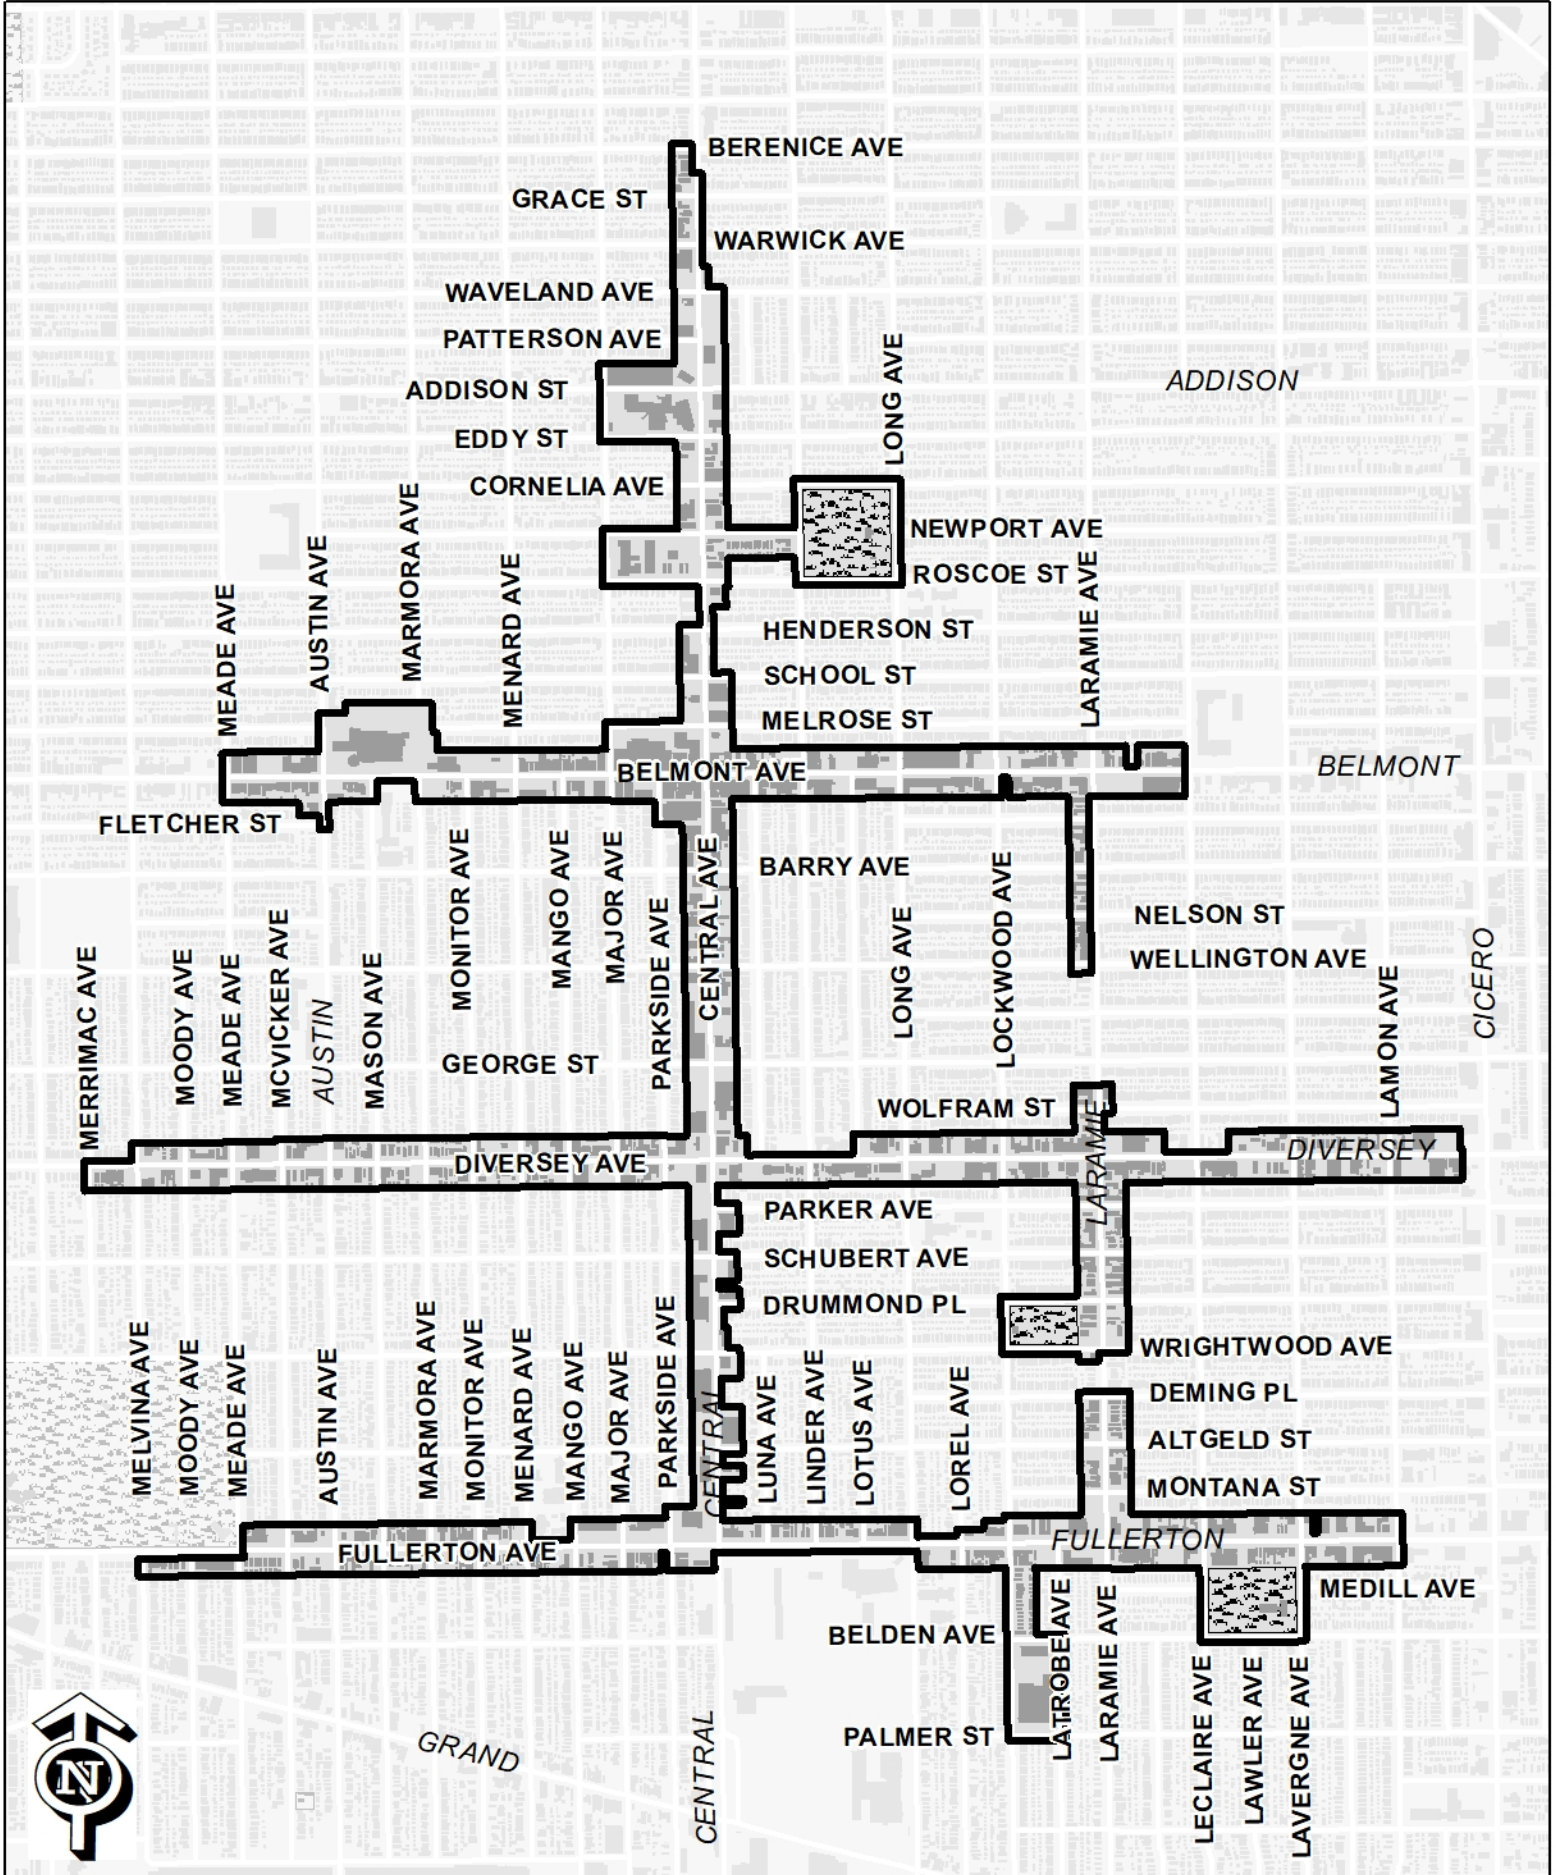 BERENICE AVE
GRACE ST
WARWICK AVE
WAVELAND AVE
PATTERSON AVE
LONG AVE
ADDISON
ADDISON ST
EDDY ST
CORNELIA AVE
NEWPORT AVE
ROSCOE ST
MEADE AVE
AUSTIN AVE
MARMORA AVE
MENARD AVE
LARAMIE AVE
HENDERSON ST
SCHOOL ST
MELROSE ST
BELMONT AVE
BELMONT
FLETCHER ST
BARRY AVE
MERRIMAC AVE
MOODY AVE
MEADE AVE
MCVICKER AVE
AUSTIN
MASON AVE
MONITOR AVE
MANGO AVE
MAJOR AVE
PARKSIDE AVE
CENTRAL AVE
LONG AVE
LOCKWOOD AVE
NELSON ST
WELLINGTON AVE
LAMON AVE
CICERO
GEORGE ST
WOLFRAM ST
LARAMIE
DIVERSEY AVE
DIVERSEY
PARKER AVE
SCHUBERT AVE
DRUMMOND PL
WRIGHTWOOD AVE
DEMING PL
ALTGELD ST
MONTANA ST
MELVINA AVE
MOODY AVE
MEADE AVE
AUSTIN AVE
MARMORA AVE
MONITOR AVE
MENARD AVE
MANGO AVE
MAJOR AVE
PARKSIDE AVE
CENTRAL
LUNA AVE
LINDER AVE
LOTUS AVE
LOREL AVE
FULLERTON AVE
FULLERTON
MEDILL AVE
BELDEN AVE
PALMER ST
LATROBE AVE
LARAMIE AVE
LECLAIRE AVE
LAWLER AVE
LAVERGNE AVE
GRAND
CENTRAL
N